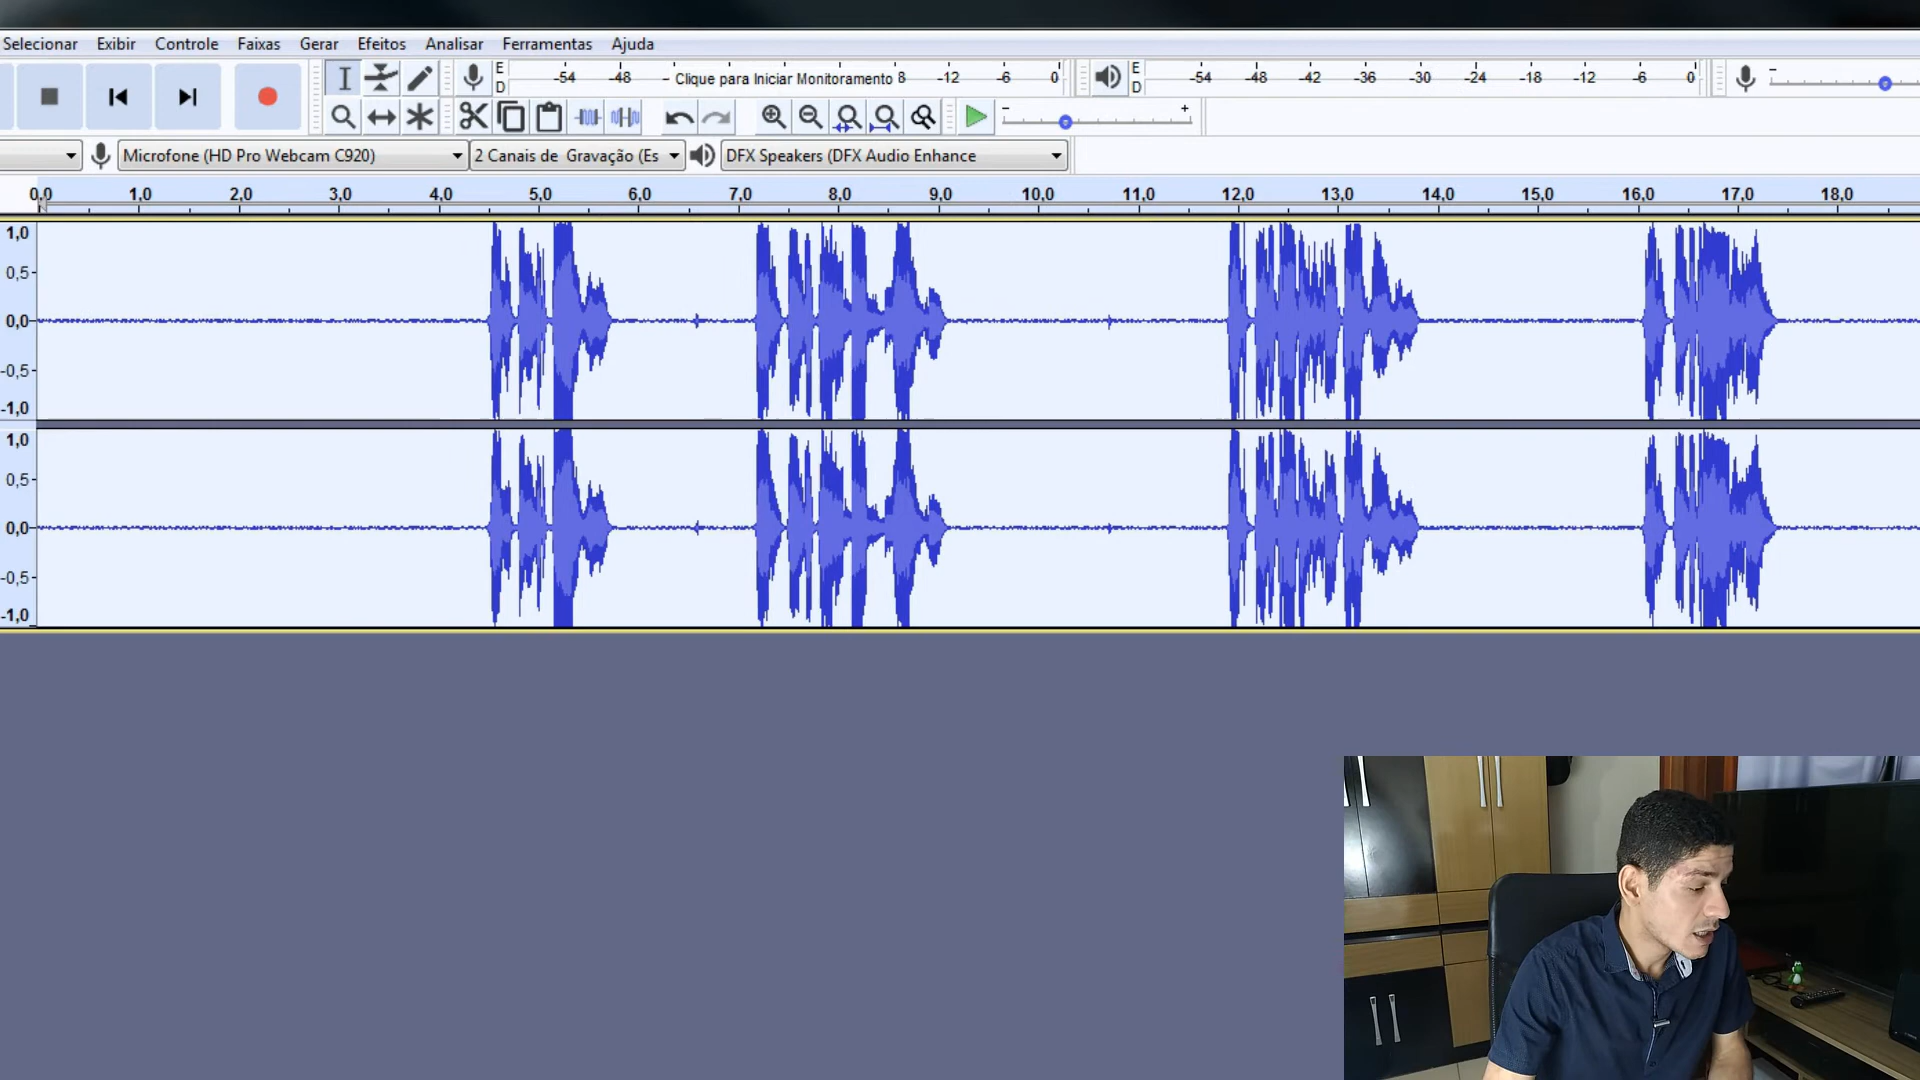 Selecionar Exibir Controle Faixas Gerar Efeitos Analisar Ferramentas Ajuda
E
D
-54 -48 - Clique para Iniciar Monitoramento 8 -12 -6 0
E
D
-54 -48 -42 -36 -30 -24 -18 -12 -6 0
- +
Microfone (HD Pro Webcam C920) 2 Canais de Gravação (Es DFX Speakers (DFX Audio Enhance
0,0 1,0 2,0 3,0 4,0 5,0 6,0 7,0 8,0 9,0 10,0 11,0 12,0 13,0 14,0 15,0 16,0 17,0 18,0
1,0
0,5-
0,0-
-0,5-
-1,0
1,0
0,5-
0,0-
-0,5-
-1,0